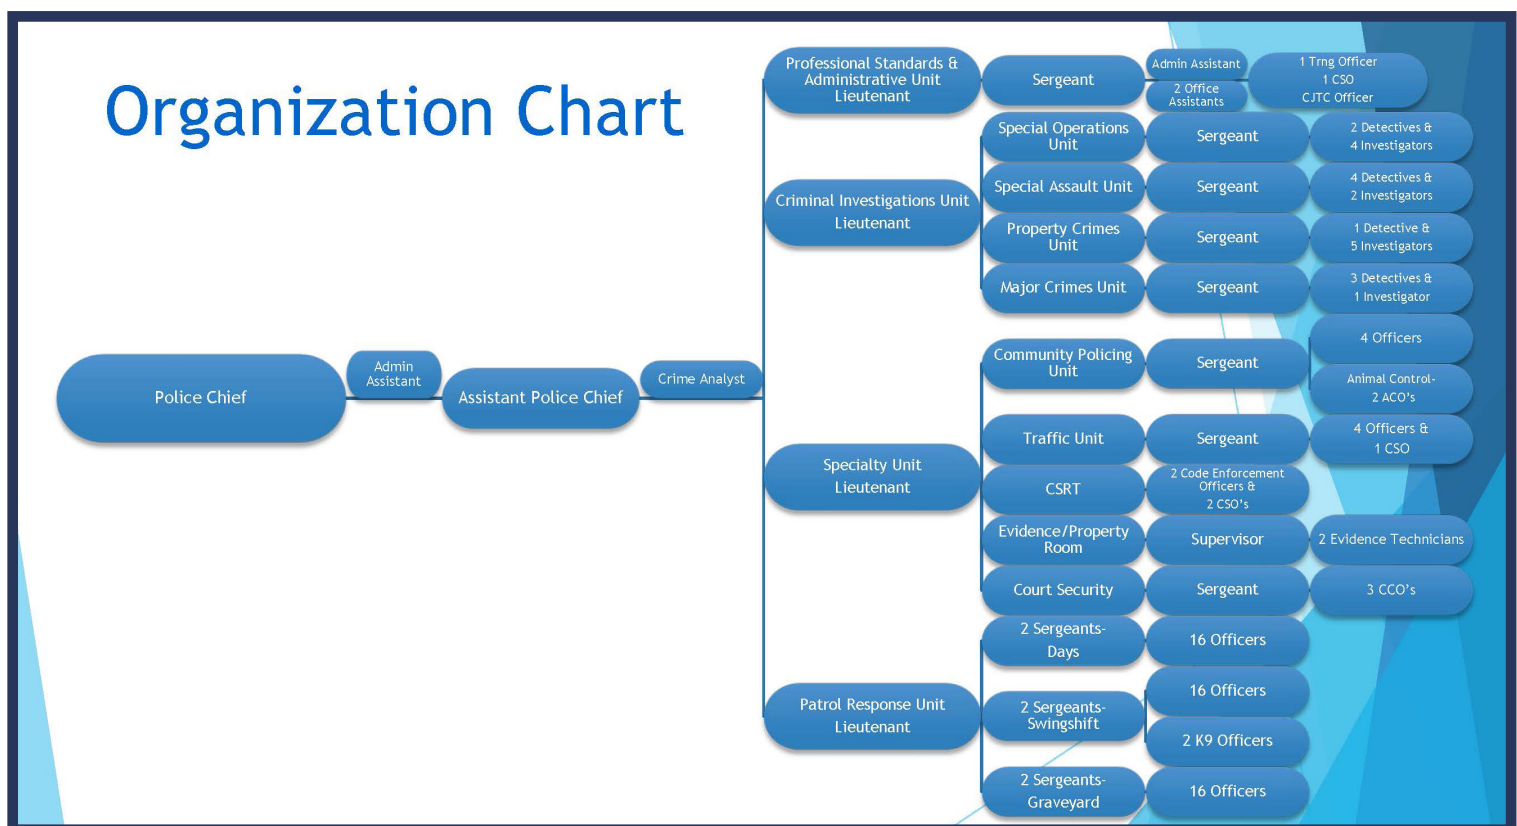 Organization Chart
Police Chief
Admin
Assistant
Assistant Police Chief
Crime Analyst
Professional Standards &
Administrative Unit
Lieutenant
Sergeant
Admin Assistant
2 Office
Assistants
1 Trng Officer
1 CSO
CJTC Officer
Criminal Investigations Unit
Lieutenant
Special Operations
Unit
Sergeant
2 Detectives &
4 Investigators
Special Assault Unit
Sergeant
4 Detectives &
2 Investigators
Property Crimes
Unit
Sergeant
1 Detective &
5 Investigators
Major Crimes Unit
Sergeant
3 Detectives &
1 Investigator
Specialty Unit
Lieutenant
Community Policing
Unit
Sergeant
4 Officers
Animal Control-
2 ACO's
Traffic Unit
Sergeant
4 Officers &
1 CSO
CSRT
2 Code Enforcement
Officers &
2 CSO's
Evidence/Property
Room
Supervisor
2 Evidence Technicians
Court Security
Sergeant
3 CCO's
Patrol Response Unit
Lieutenant
2 Sergeants-
Days
16 Officers
2 Sergeants-
Swingshift
16 Officers
2 K9 Officers
2 Sergeants-
Graveyard
16 Officers